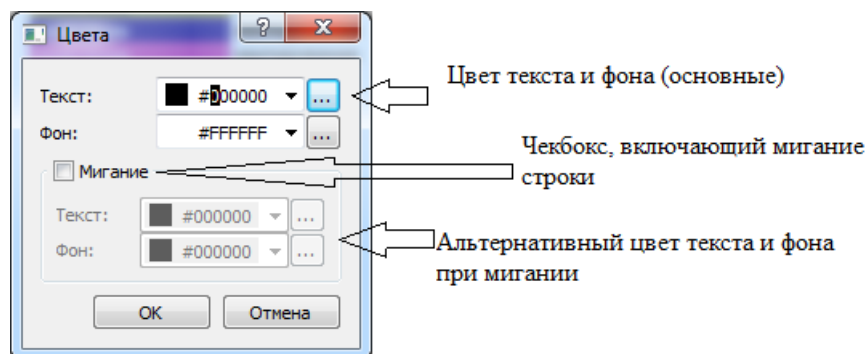 Цвета
?
x
Текст:
#000000
...
Фон:
#FFFFFF
...
Мигание
Текст:
#000000
...
Фон:
#000000
...
OK
Отмена
Цвет текста и фона (основные)
Чекбокс, включающий мигание
строки
Альтернативный цвет текста и фона
при мигании